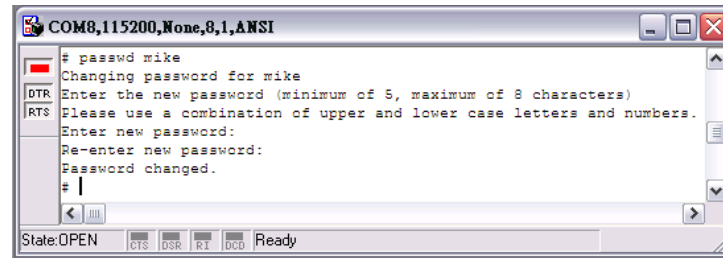 COM8,115200,None,8,1,ANSI
# passwd mike
Changing password for mike
Enter the new password (minimum of 5, maximum of 8 characters)
Please use a combination of upper and lower case letters and numbers.
Enter new password:
Re-enter new password:
Password changed.
#
DTR
RTS
State:OPEN CTS DSR RI DCD Ready